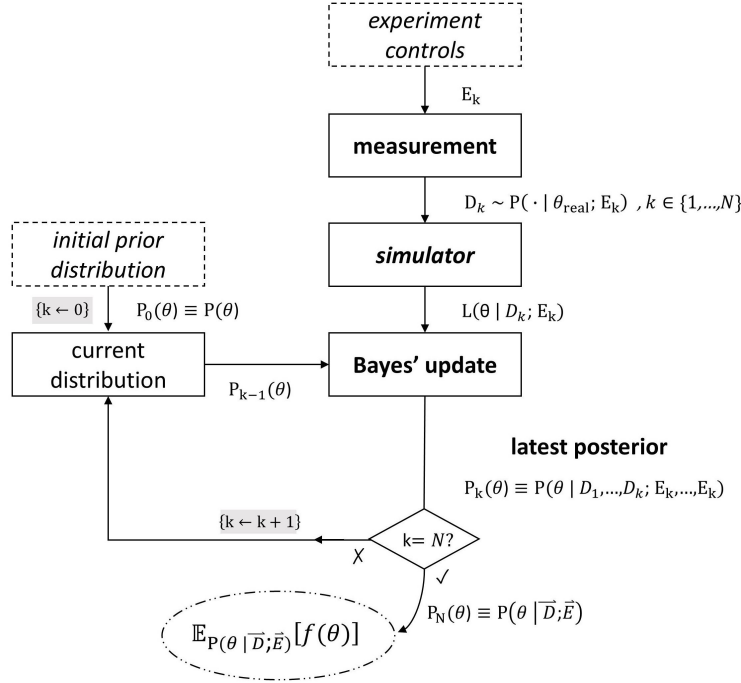 experiment
controls
E_k
measurement
D_k ~ P( · | θ_real; E_k) , k ∈ {1,...,N}
initial prior
distribution
simulator
{k ← 0}
P_0(θ) ≡ P(θ)
L(θ | D_k; E_k)
current
distribution
Bayes' update
P_{k−1}(θ)
latest posterior
P_k(θ) ≡ P(θ | D_1,...,D_k; E_k,...,E_k)
{k ← k + 1}
k= N?
✗
✓
P_N(θ) ≡ P(θ | D⃗; E⃗)
𝔼_{P(θ | D⃗; E⃗)}[f(θ)]